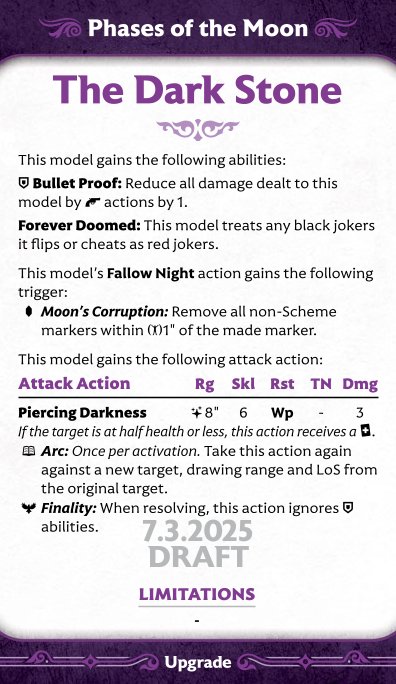 Phases of the Moon
The Dark Stone
This model gains the following abilities:
Bullet Proof: Reduce all damage dealt to this
model by actions by 1.
Forever Doomed: This model treats any black jokers
it flips or cheats as red jokers.
This model's Fallow Night action gains the following
trigger:
Moon's Corruption: Remove all non-Scheme
markers within 1" of the made marker.
This model gains the following attack action:
Attack Action Rg Skl Rst TN Dmg
Piercing Darkness 8" 6 Wp - 3
If the target is at half health or less, this action receives a .
Arc: Once per activation. Take this action again
against a new target, drawing range and LoS from
the original target.
Finality: When resolving, this action ignores
abilities.
7.3.2025
DRAFT
LIMITATIONS
-
Upgrade